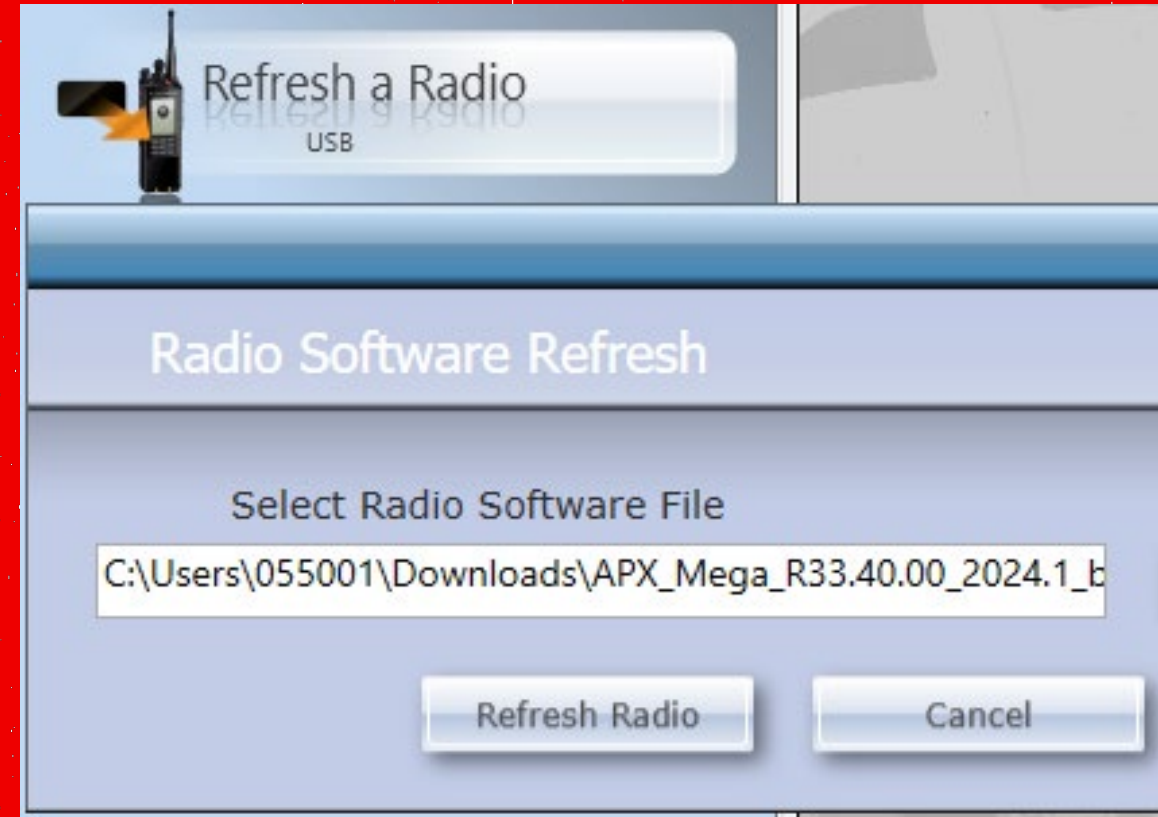 Refresh a Radio
USB
Radio Software Refresh
Select Radio Software File
C:\Users\055001\Downloads\APX_Mega_R33.40.00_2024.1_b
Refresh Radio
Cancel